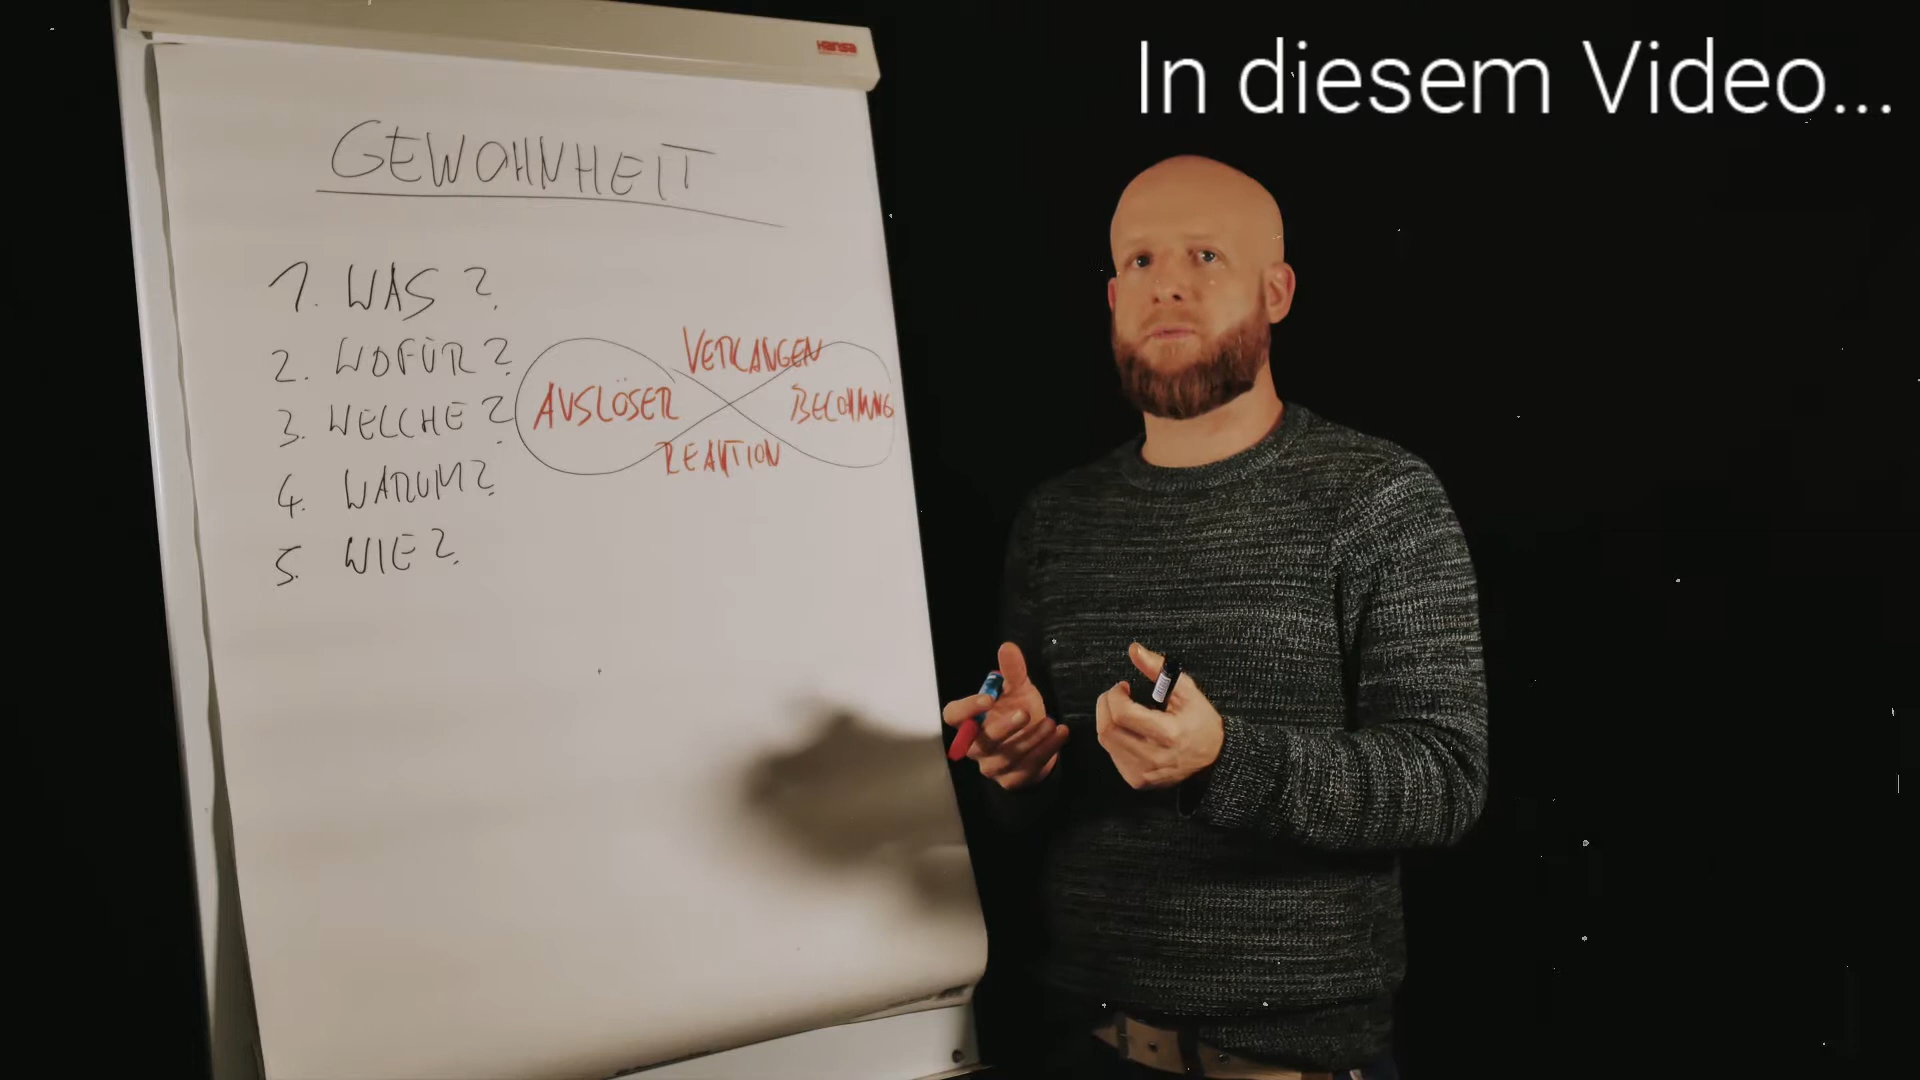 Hansa
In diesem Video...
GEWOHNHEIT
1. WAS?
2. WOFÜR?
3. WELCHE?
4. WARUM?
5. WIE?
VERLANGEN
AUSLÖSER
BELOHNUNG
REAKTION